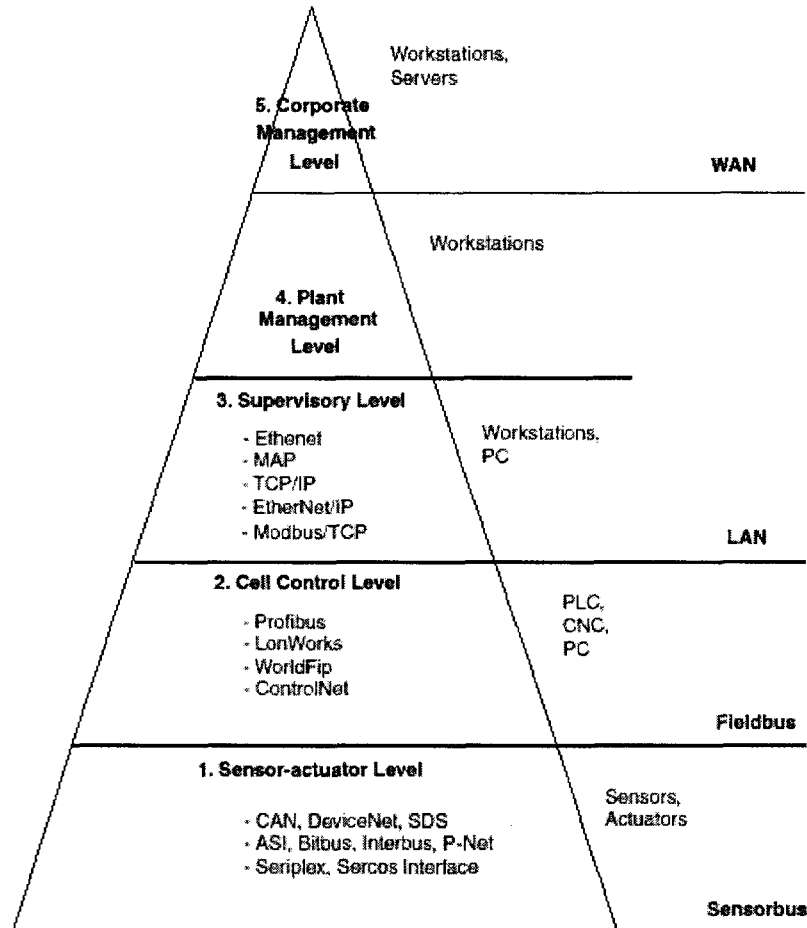 Workstations,
Servers
5. Corporate
Management
Level
WAN
Workstations
4. Plant
Management
Level
3. Supervisory Level
- Ethenet
- MAP
- TCP/IP
- EtherNet/IP
- Modbus/TCP
Workstations,
PC
LAN
2. Cell Control Level
- Profibus
- LonWorks
- WorldFip
- ControlNet
PLC,
CNC,
PC
Fieldbus
1. Sensor-actuator Level
- CAN, DeviceNet, SDS
- ASI, Bitbus, Interbus, P-Net
- Seriplex, Sercos Interface
Sensors,
Actuators
Sensorbus